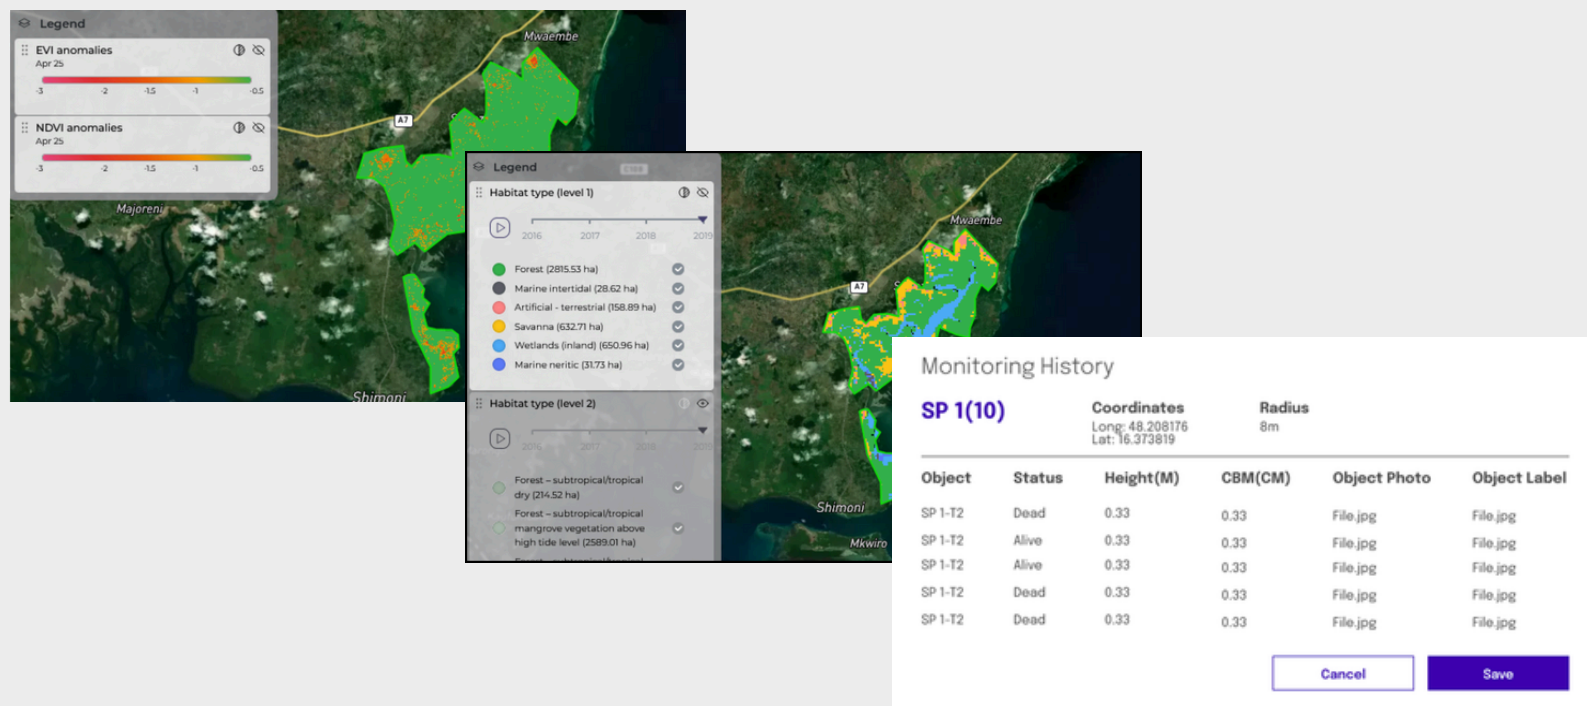 Legend
EVI anomalies
Apr 25
-3 -2 -1.5 -1 -0.5
NDVI anomalies
Apr 25
-3 -2 -1.5 -1 -0.5
Mwaembe
A7
Majoreni
Shimoni
Legend
Habitat type (level 1)
2016 2017 2018 2019
Forest (2815.53 ha)
Marine intertidal (28.62 ha)
Artificial - terrestrial (158.89 ha)
Savanna (632.71 ha)
Wetlands (inland) (650.96 ha)
Marine neritic (31.73 ha)
Habitat type (level 2)
2016 2017 2018 2019
Forest – subtropical/tropical
dry (214.52 ha)
Forest – subtropical/tropical
mangrove vegetation above
high tide level (2589.01 ha)
Mwaembe
A7
Shimoni
Mkwiro
Monitoring History
SP 1(10)
Coordinates
Long: 48.208176
Lat: 16.373819
Radius
8m
Object Status Height(M) CBM(CM) Object Photo Object Label
SP 1-T2 Dead 0.33 0.33 File.jpg File.jpg
SP 1-T2 Alive 0.33 0.33 File.jpg File.jpg
SP 1-T2 Alive 0.33 0.33 File.jpg File.jpg
SP 1-T2 Dead 0.33 0.33 File.jpg File.jpg
SP 1-T2 Dead 0.33 0.33 File.jpg File.jpg
Cancel Save